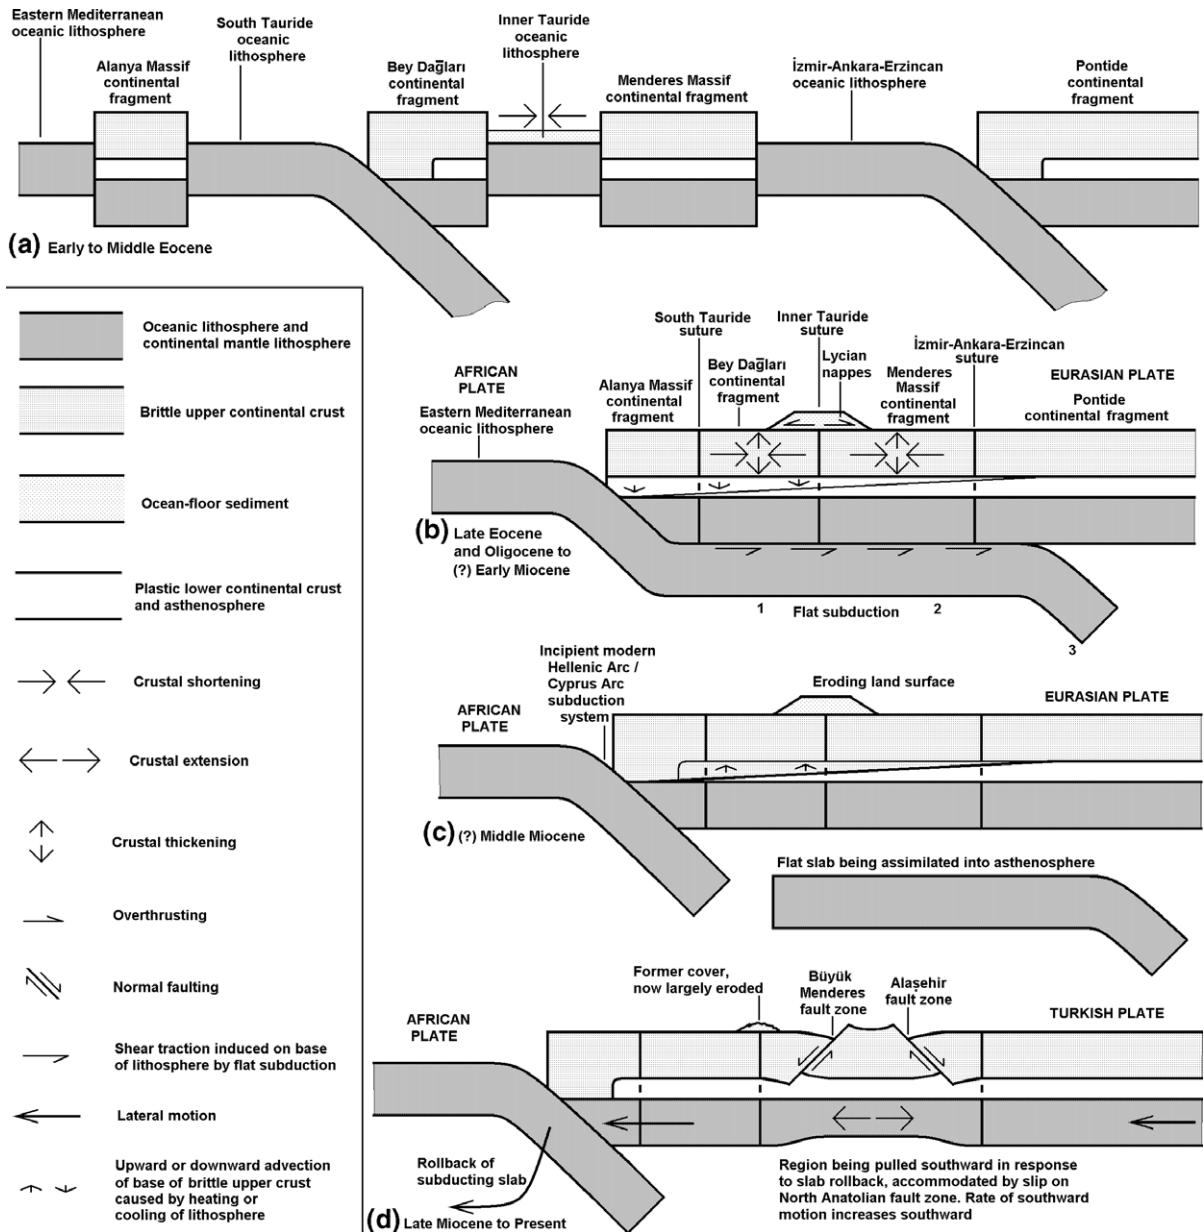 Eastern Mediterranean
oceanic lithosphere
Alanya Massif
continental
fragment
South Tauride
oceanic
lithosphere
Bey Dağları
continental
fragment
Inner Tauride
oceanic
lithosphere
Menderes Massif
continental fragment
İzmir-Ankara-Erzincan
oceanic lithosphere
Pontide
continental
fragment
(a) Early to Middle Eocene
Oceanic lithosphere and
continental mantle lithosphere
Brittle upper continental crust
Ocean-floor sediment
Plastic lower continental crust
and asthenosphere
Crustal shortening
Crustal extension
Crustal thickening
Overthrusting
Normal faulting
Shear traction induced on base
of lithosphere by flat subduction
Lateral motion
Upward or downward advection
of base of brittle upper crust
caused by heating or
cooling of lithosphere
AFRICAN
PLATE
Eastern Mediterranean
oceanic lithosphere
Alanya Massif
continental
fragment
South Tauride
suture
Bey Dağları
continental
fragment
Inner Tauride
suture
Lycian
nappes
Menderes
Massif
continental
fragment
İzmir-Ankara-Erzincan
suture
EURASIAN PLATE
Pontide
continental fragment
(b) Late Eocene
and Oligocene to
(?) Early Miocene
1
Flat subduction
2
3
AFRICAN
PLATE
Incipient modern
Hellenic Arc /
Cyprus Arc
subduction
system
Eroding land surface
EURASIAN PLATE
(c) (?) Middle Miocene
Flat slab being assimilated into asthenosphere
AFRICAN
PLATE
Former cover,
now largely eroded
Büyük
Menderes
fault zone
Alaşehir
fault zone
TURKISH PLATE
Rollback of
subducting slab
(d) Late Miocene to Present
Region being pulled southward in response
to slab rollback, accommodated by slip on
North Anatolian fault zone. Rate of southward
motion increases southward